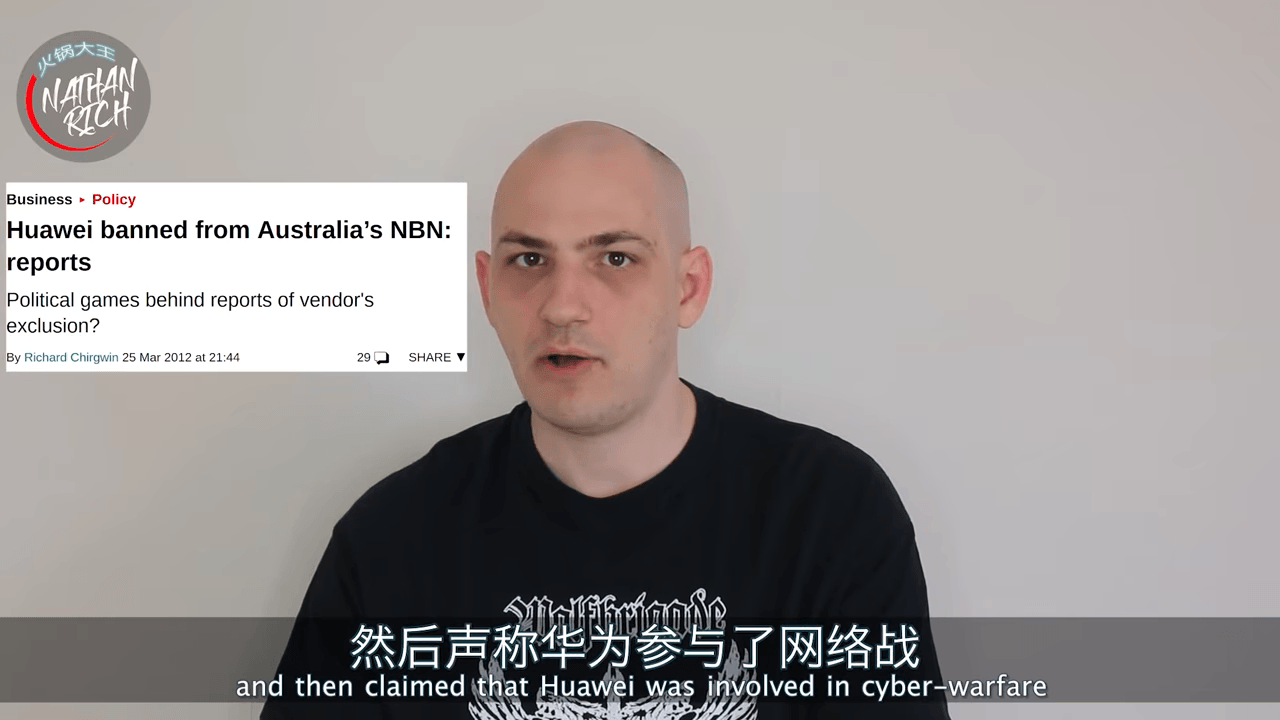 火锅大王
NATHAN
RICH
Business ▸ Policy
Huawei banned from Australia’s NBN:
reports
Political games behind reports of vendor's
exclusion?
By Richard Chirgwin 25 Mar 2012 at 21:44 29 SHARE ▼
Wolfbrigade
然后声称华为参与了网络战
and then claimed that Huawei was involved in cyber-warfare